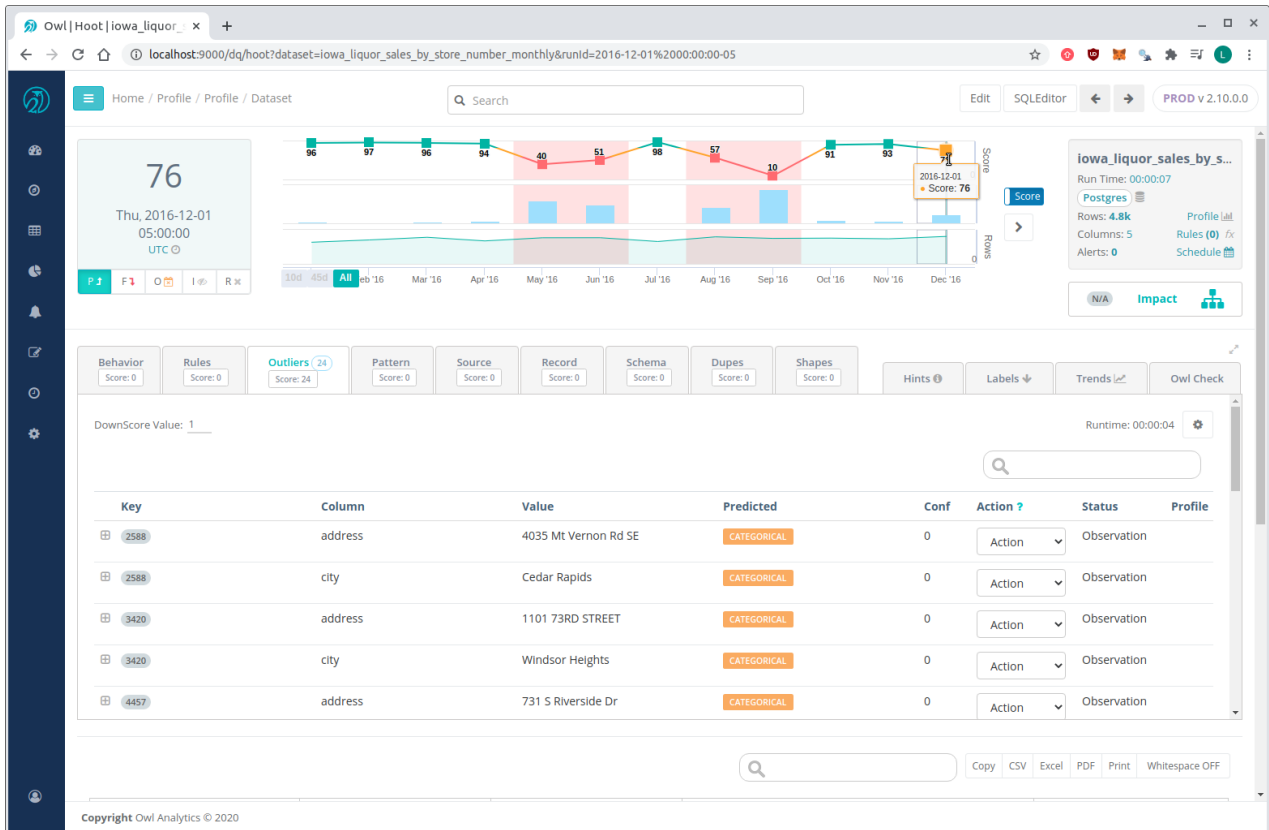 Owl | Hoot | iowa_liquor_s
localhost:9000/dq/hoot?dataset=iowa_liquor_sales_by_store_number_monthly&runId=2016-12-01%2000:00:00-05
L
Home / Profile / Profile / Dataset
Search
Edit SQLEditor PROD v 2.10.0.0
76
Thu, 2016-12-01
05:00:00
UTC
P F O I R
96 97 96 94 40 51 98 57 10 91 93
2016-12-01
Score: 76
Score
0
Rows
0
10d 45d All eb '16 Mar '16 Apr '16 May '16 Jun '16 Jul '16 Aug '16 Sep '16 Oct '16 Nov '16 Dec '16
Score
iowa_liquor_sales_by_s...
Run Time: 00:00:07
Postgres
Rows: 4.8k Profile
Columns: 5 Rules (0) fx
Alerts: 0 Schedule
N/A Impact
Behavior Rules Outliers 24 Pattern Source Record Schema Dupes Shapes
Score: 0 Score: 0 Score: 24 Score: 0 Score: 0 Score: 0 Score: 0 Score: 0 Score: 0
Hints Labels Trends Owl Check
DownScore Value: 1
Runtime: 00:00:04
Key Column Value Predicted Conf Action ? Status Profile
2588 address 4035 Mt Vernon Rd SE CATEGORICAL 0 Action Observation
2588 city Cedar Rapids CATEGORICAL 0 Action Observation
3420 address 1101 73RD STREET CATEGORICAL 0 Action Observation
3420 city Windsor Heights CATEGORICAL 0 Action Observation
4457 address 731 S Riverside Dr CATEGORICAL 0 Action Observation
Copy CSV Excel PDF Print Whitespace OFF
Copyright Owl Analytics © 2020